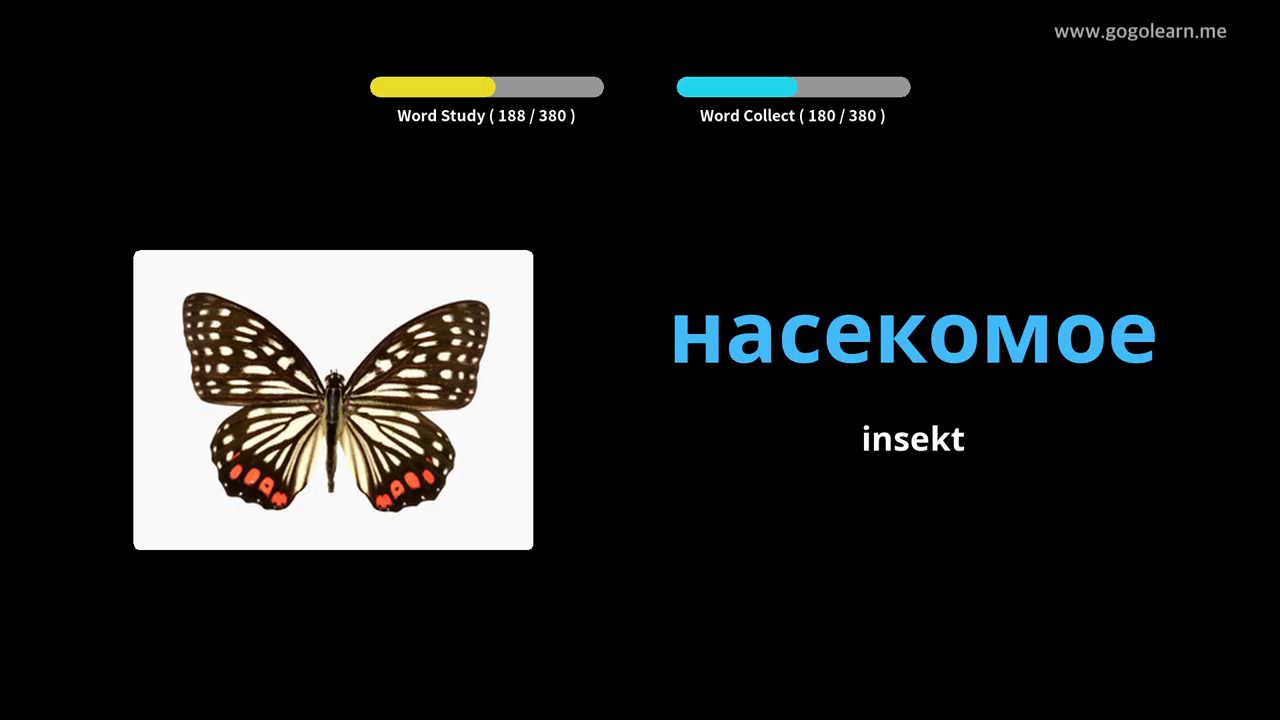 www.gogolearn.me
Word Study ( 188 / 380 )
Word Collect ( 180 / 380 )
насекомое
insekt